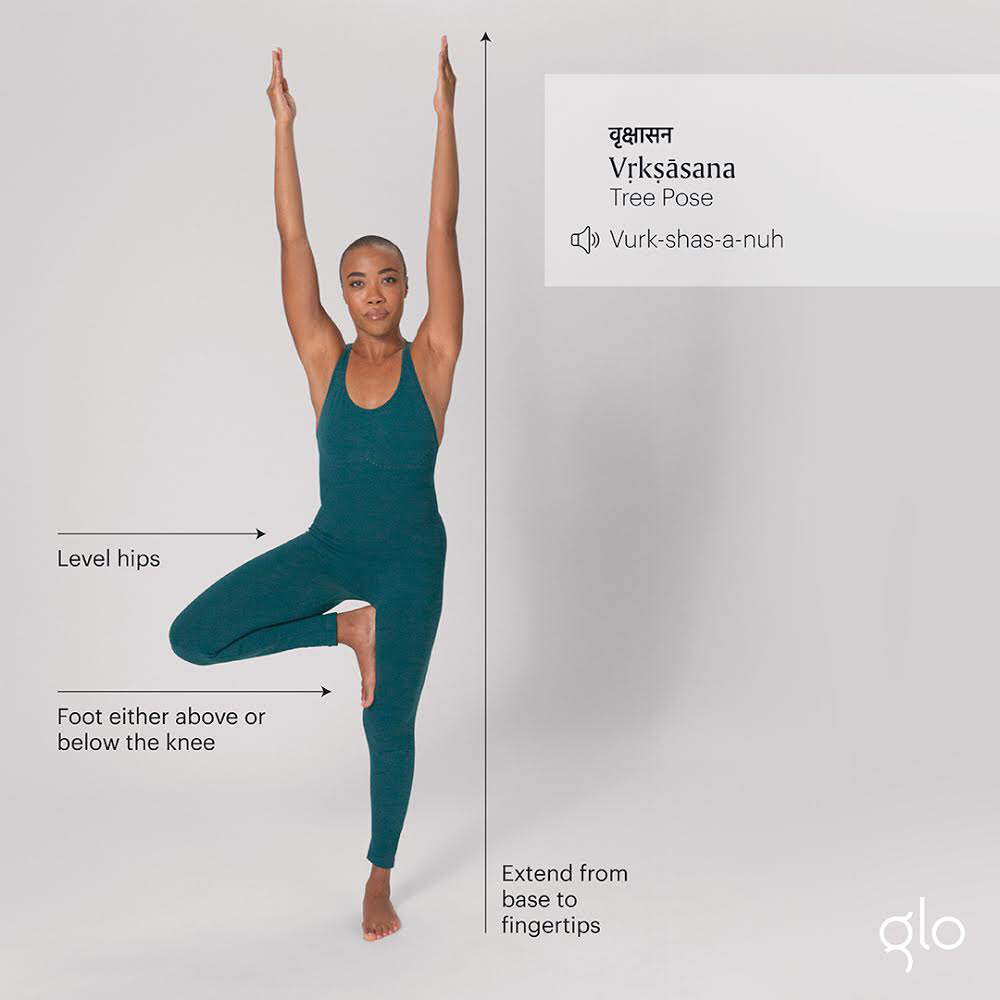 वृक्षासन
Vṛkṣāsana
Tree Pose
Vurk-shas-a-nuh
Level hips
Foot either above or
below the knee
Extend from
base to
fingertips
glo